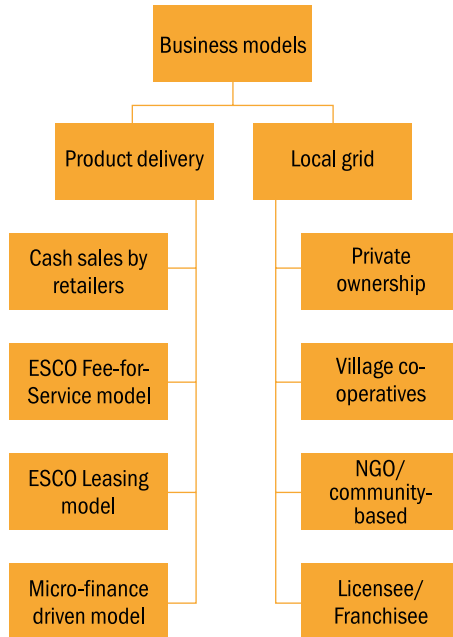 Business models
Product delivery
Local grid
Cash sales by
retailers
ESCO Fee-for-
Service model
ESCO Leasing
model
Micro-finance
driven model
Private
ownership
Village co-
operatives
NGO/
community-
based
Licensee/
Franchisee